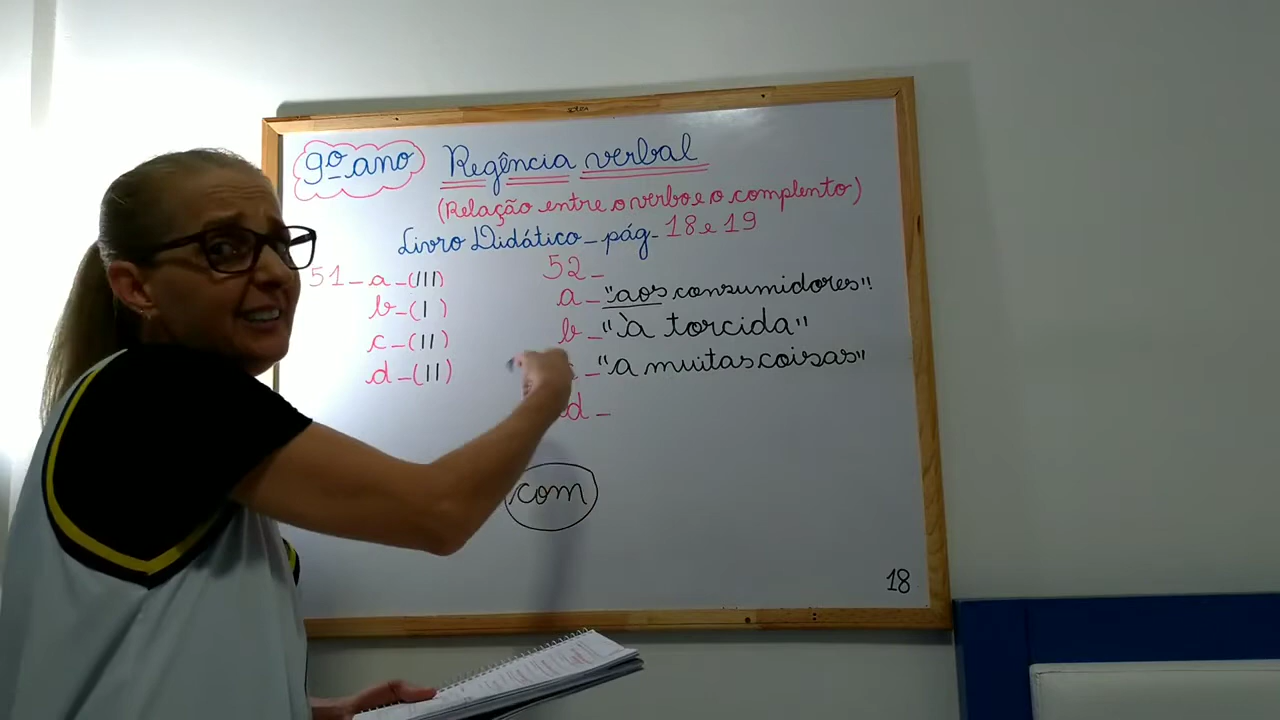 9º ano Regência verbal
(Relação entre o verbo e o complento)
Livro Didático - pág - 18 e 19
51 - a - (III)
b - (I)
c - (II)
d - (II)
52 -
a - "aos consumidores"!
b - "à torcida"
- "a muitas coisas"
d -
com
18